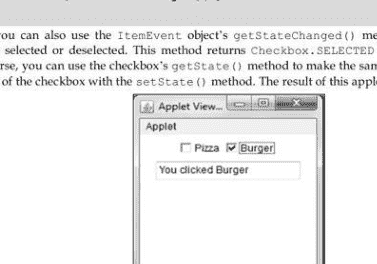 you can also use the ItemEvent object's getStateChanged() me
selected or deselected. This method returns Checkbox.SELECTED
rse, you can use the checkbox's getState() method to make the sam
of the checkbox with the setState() method. The result of this apple
Applet View...
Applet
Pizza Burger
You clicked Burger